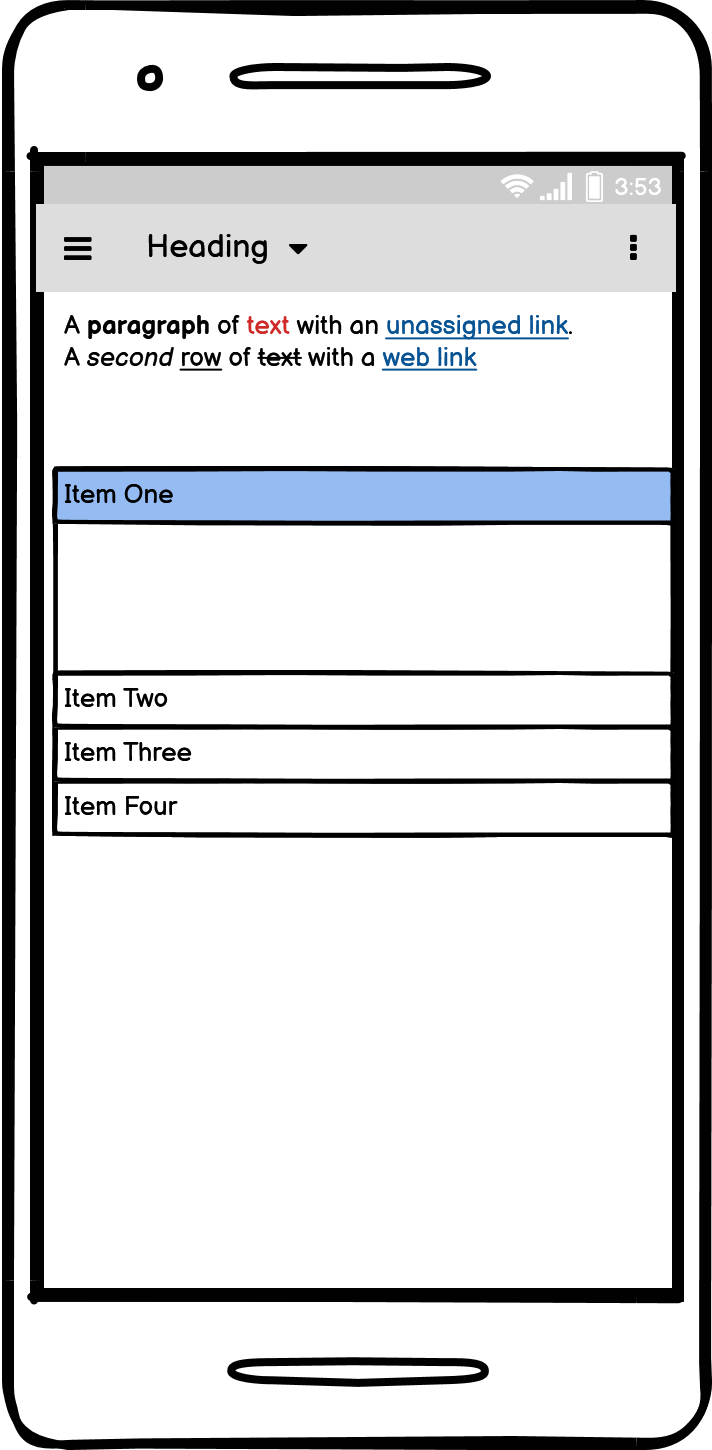 3:53
Heading
A paragraph of text with an unassigned link.
A second row of text with a web link
Item One
Item Two
Item Three
Item Four